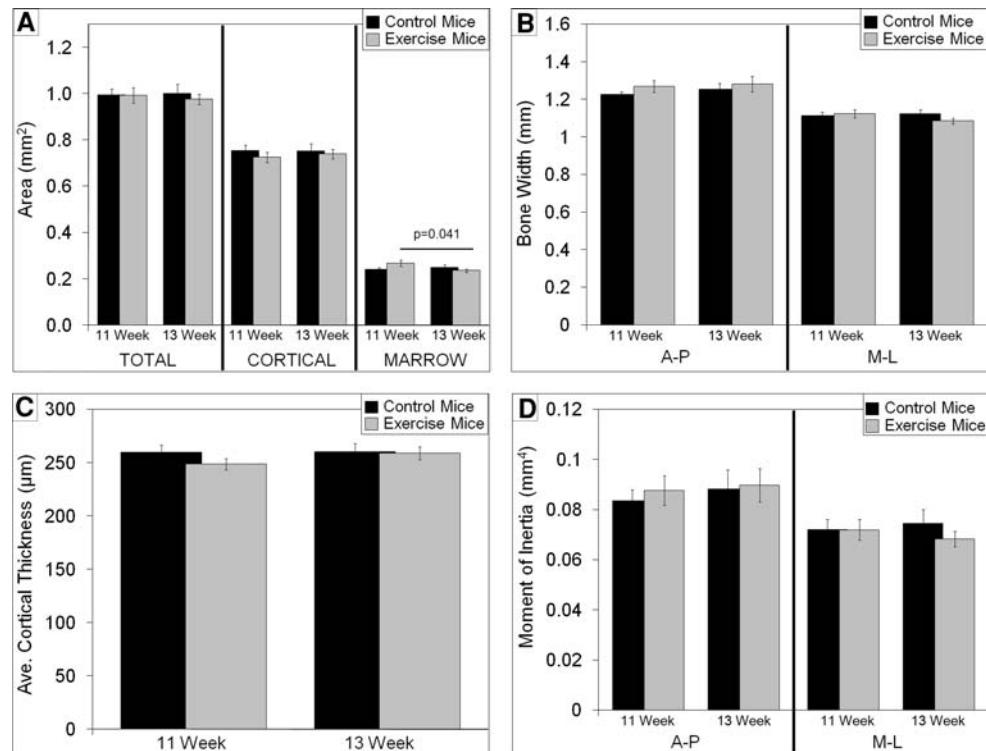 A
Control Mice
Exercise Mice
Area (mm²)
1.2
1.0
0.8
0.6
0.4
0.2
0.0
p=0.041
11 Week 13 Week 11 Week 13 Week 11 Week 13 Week
TOTAL CORTICAL MARROW
B
Control Mice
Exercise Mice
Bone Width (mm)
1.6
1.4
1.2
1
0.8
0.6
0.4
0.2
0
11 Week 13 Week 11 Week 13 Week
A-P M-L
C
Control Mice
Exercise Mice
Ave. Cortical Thickness (µm)
300
250
200
150
100
50
0
11 Week 13 Week
D
Control Mice
Exercise Mice
Moment of Inertia (mm⁴)
0.12
0.1
0.08
0.06
0.04
0.02
0
11 Week 13 Week 11 Week 13 Week
A-P M-L